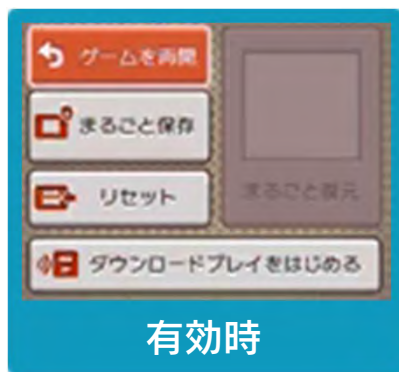 ゲームを再開
まるごと保存
リセット
まるごと復元
ダウンロードプレイをはじめる
有効時